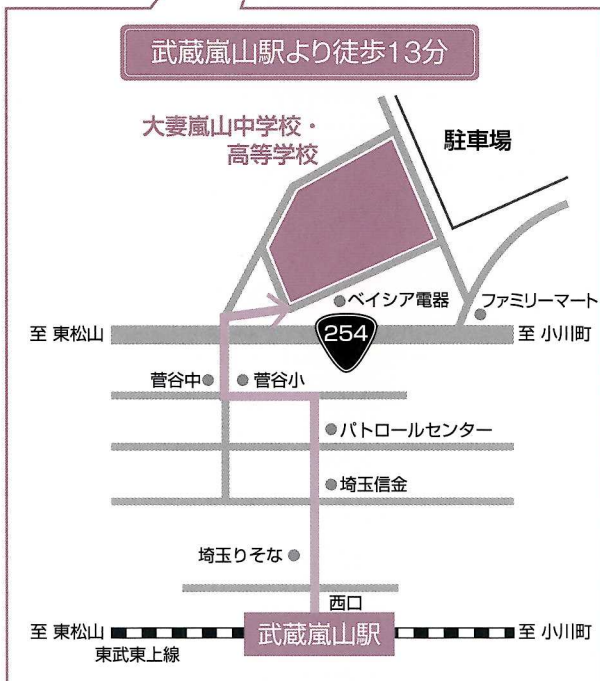 武蔵嵐山駅より徒歩13分
大妻嵐山中学校・
高等学校
駐車場
ベイシア電器
ファミリーマート
至 東松山
254
至 小川町
菅谷中
菅谷小
パトロールセンター
埼玉信金
埼玉りそな
西口
至 東松山
武蔵嵐山駅
至 小川町
東武東上線